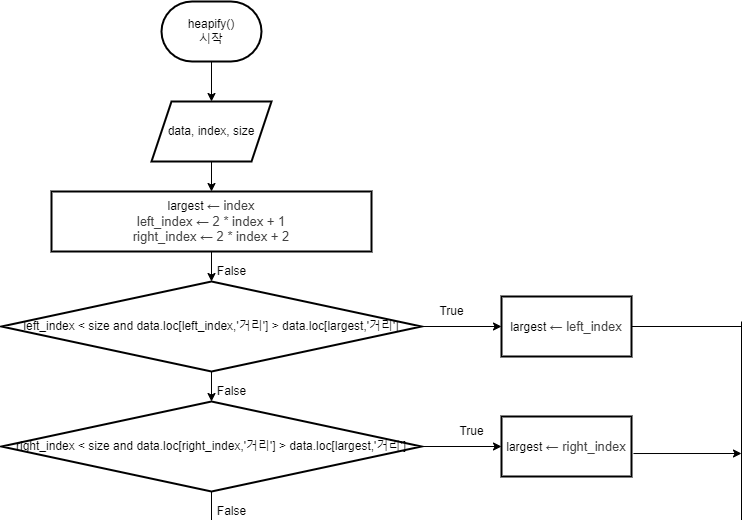 heapify()
시작
data, index, size
largest ← index
left_index ← 2 * index + 1
right_index ← 2 * index + 2
False
left_index < size and data.loc[left_index,'거리'] > data.loc[largest,'거리']
True
largest ← left_index
False
right_index < size and data.loc[right_index,'거리'] > data.loc[largest,'거리']
True
largest ← right_index
False